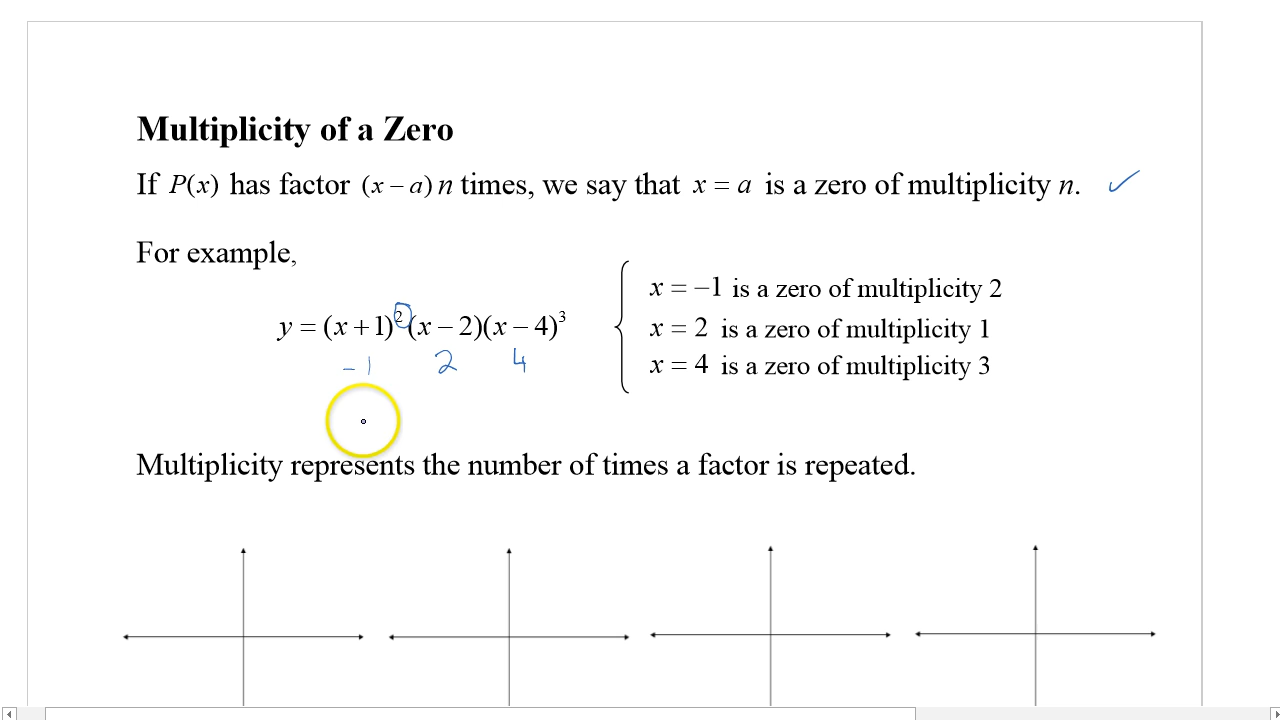 Multiplicity of a Zero
If P(x) has factor (x − a) n times, we say that x = a is a zero of multiplicity n. ✓
For example,
y = (x + 1)²(x − 2)(x − 4)³
−1 2 4
x = −1 is a zero of multiplicity 2
x = 2 is a zero of multiplicity 1
x = 4 is a zero of multiplicity 3
Multiplicity represents the number of times a factor is repeated.